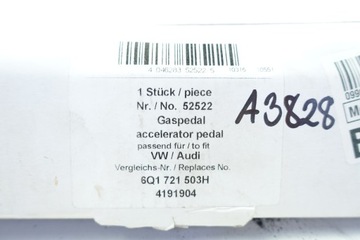 1 Stück / piece
Nr. / No. 52522
Gaspedal
accelerator pedal
passend für / to fit
VW / Audi
Vergleichs-Nr. / Replaces No.
6Q1 721 503H
4191904
A3828